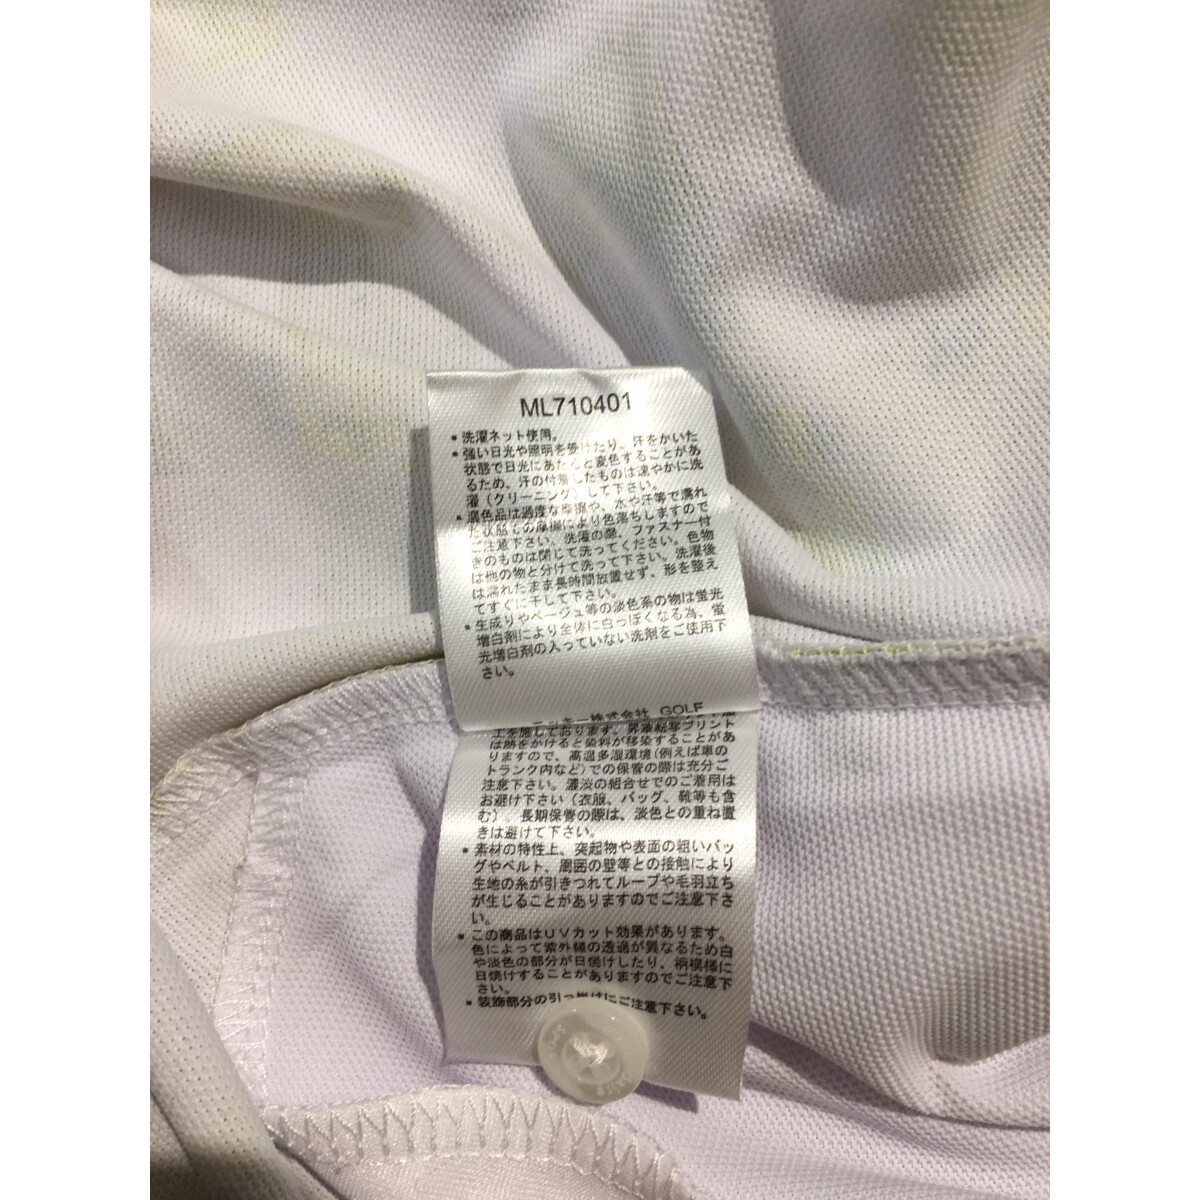 ML710401
・洗濯ネット使用。
・強い日光や照明を受けたり、汗をかいた
状態で日光にあたると変色することがあ
るため、汗の付着したものは速やかに洗
濯（クリーニング）して下さい。
・濃色品は過度な摩擦や、水や汗等で濡れ
た状態での摩擦により色落ちしますので
ご注意下さい。洗濯の際、ファスナー付
きのものは閉じて洗ってください。色物
は他の物と分けて洗って下さい。洗濯後
は濡れたまま長時間放置せず、形を整え
てすぐに干して下さい。
・生成りやベージュ等の淡色系の物は蛍光
増白剤により全体に白っぽくなる為、蛍
光増白剤の入っていない洗剤をご使用下
さい。
ニッキー株式会社 GOLF
工を施しております。昇華転写プリント
は熱をかけると染料が移染することがあ
りますので、高温多湿環境(例えば車の
トランク内など)での保管の際は充分ご
注意下さい。濃淡の組合せでのご着用は
お避け下さい（衣服、バッグ、靴等も含
む）。長期保管の際は、淡色との重ね置
きは避けて下さい。
・素材の特性上、突起物や表面の粗いバッ
グやベルト、周囲の壁等との接触により
生地の糸が引きつれてループや毛羽立ち
が生じることがありますのでご注意下さ
い。
・この商品はＵＶカット効果があります。
色によって紫外線の透過が異なるため白
や淡色の部分が日焼けしたり、柄模様に
日焼けすることがありますのでご注意下
さい。
・装飾部分の引っ掛けにご注意下さい。